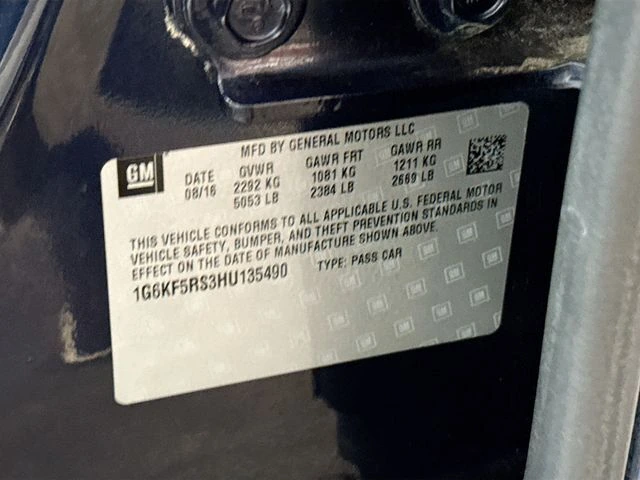 GM
MFD BY GENERAL MOTORS LLC
DATE GVWR GAWR FRT GAWR RR
08/16 2292 KG 1081 KG 1211 KG
5053 LB 2384 LB 2669 LB
THIS VEHICLE CONFORMS TO ALL APPLICABLE U.S. FEDERAL MOTOR
VEHICLE SAFETY, BUMPER, AND THEFT PREVENTION STANDARDS IN
EFFECT ON THE DATE OF MANUFACTURE SHOWN ABOVE.
1G6KF5RS3HU135490 TYPE: PASS CAR